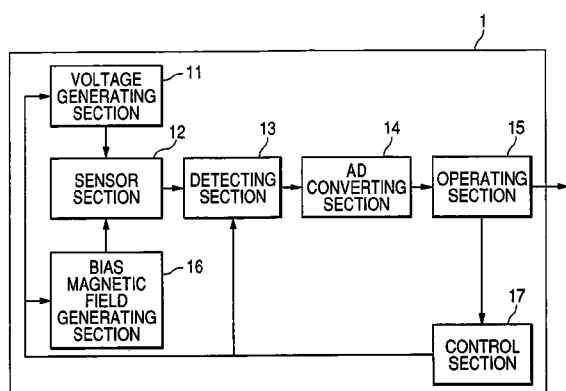 1
VOLTAGE
GENERATING
SECTION
11
SENSOR
SECTION
12
DETECTING
SECTION
13
AD
CONVERTING
SECTION
14
OPERATING
SECTION
15
BIAS
MAGNETIC
FIELD
GENERATING
SECTION
16
CONTROL
SECTION
17